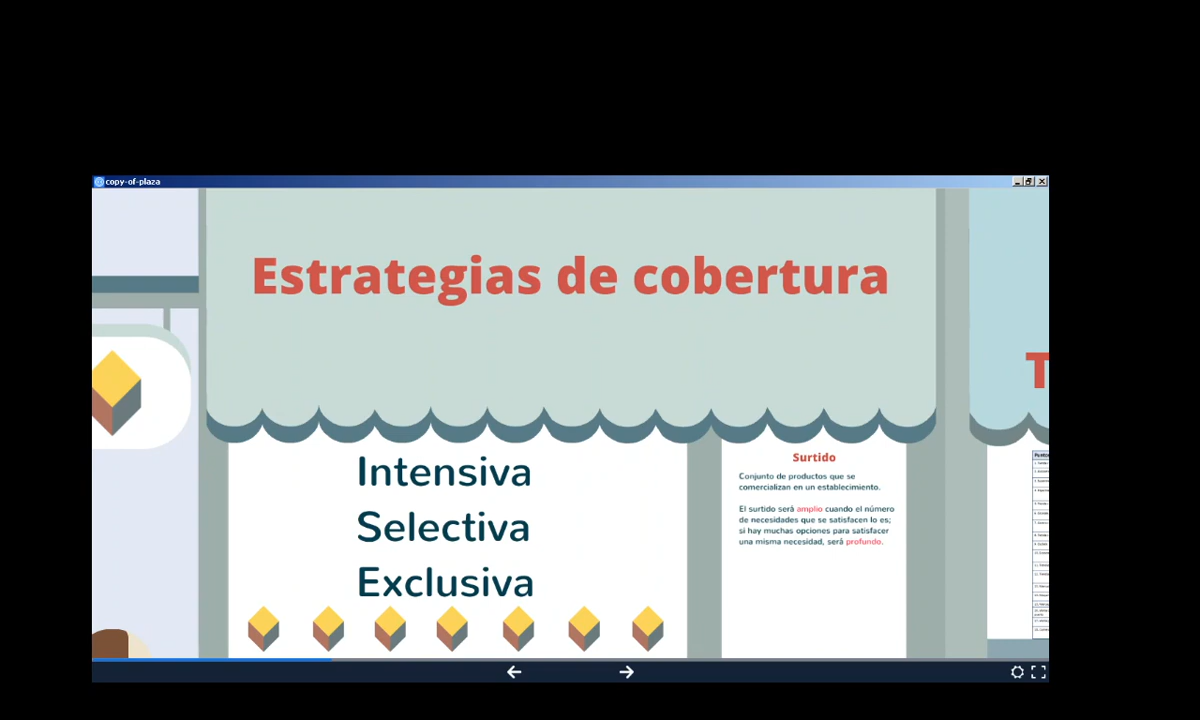 copy-of-plaza
Estrategias de cobertura
Intensiva
Selectiva
Exclusiva
Surtido
Conjunto de productos que se
comercializan en un establecimiento.
El surtido será amplio cuando el número
de necesidades que se satisfacen lo es;
si hay muchas opciones para satisfacer
una misma necesidad, será profundo.
T